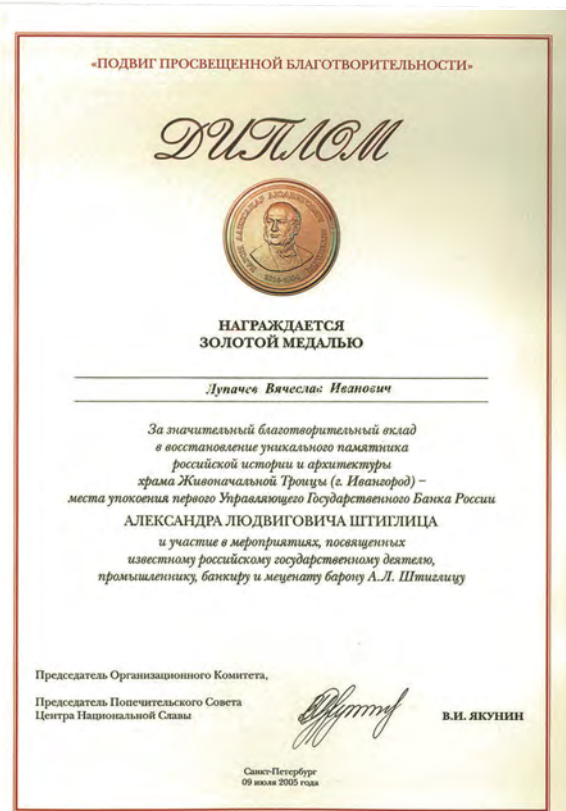 «ПОДВИГ ПРОСВЕЩЕННОЙ БЛАГОТВОРИТЕЛЬНОСТИ»
ДИПЛОМ
НАГРАЖДАЕТСЯ
ЗОЛОТОЙ МЕДАЛЬЮ
Лупачев Вячеслав Иванович
За значительный благотворительный вклад
в восстановление уникального памятника
российской истории и архитектуры
храма Живоначальной Троицы (г. Ивангород) –
места упокоения первого Управляющего Государственного Банка России
АЛЕКСАНДРА ЛЮДВИГОВИЧА ШТИГЛИЦА
и участие в мероприятиях, посвященных
известному российскому государственному деятелю,
промышленнику, банкиру и меценату барону А.Л. Штиглицу
Председатель Организационного Комитета,
Председатель Попечительского Совета
Центра Национальной Славы
В.И. ЯКУНИН
Санкт-Петербург
09 июля 2005 года